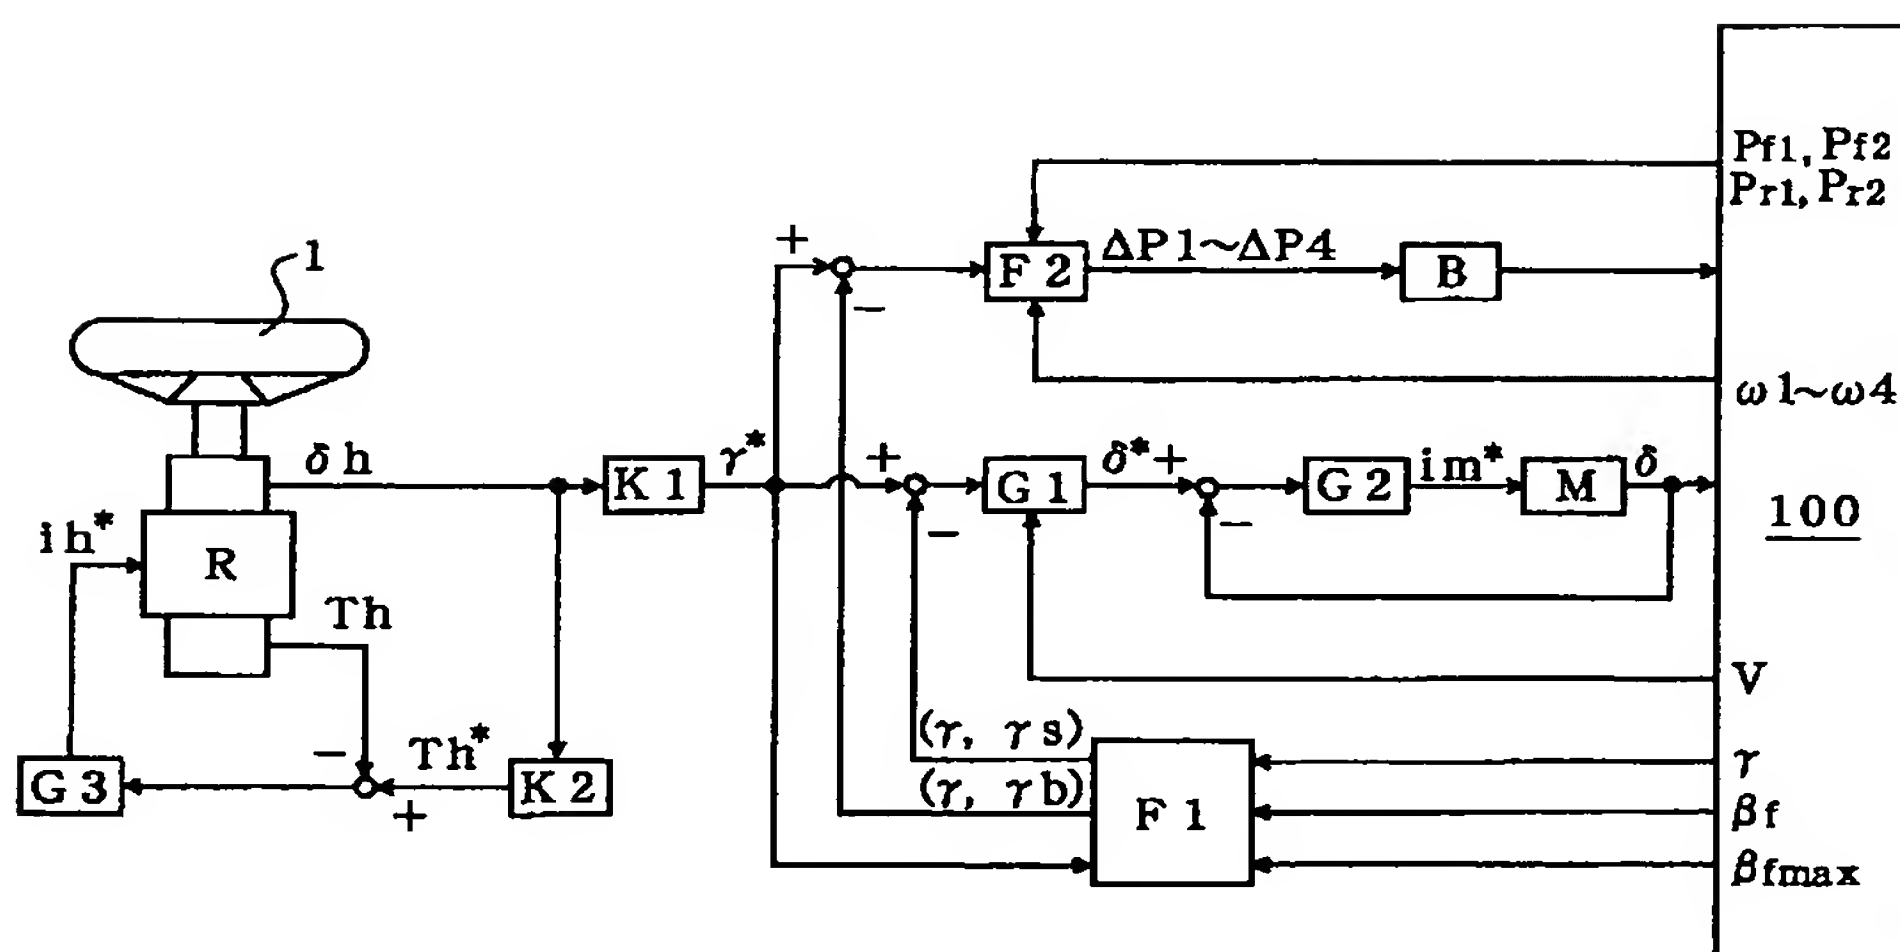 Pf1, Pf2
Pr1, Pr2
+
ΔP1~ΔP4
F2
B
−
1
ω1~ω4
δh
K1
γ*
+
G1
δ*+
G2
im*
M
δ
−
−
100
ih*
R
Th
V
(γ, γs)
γ
−
Th*
G3
K2
+
(γ, γb)
F1
βf
βfmax